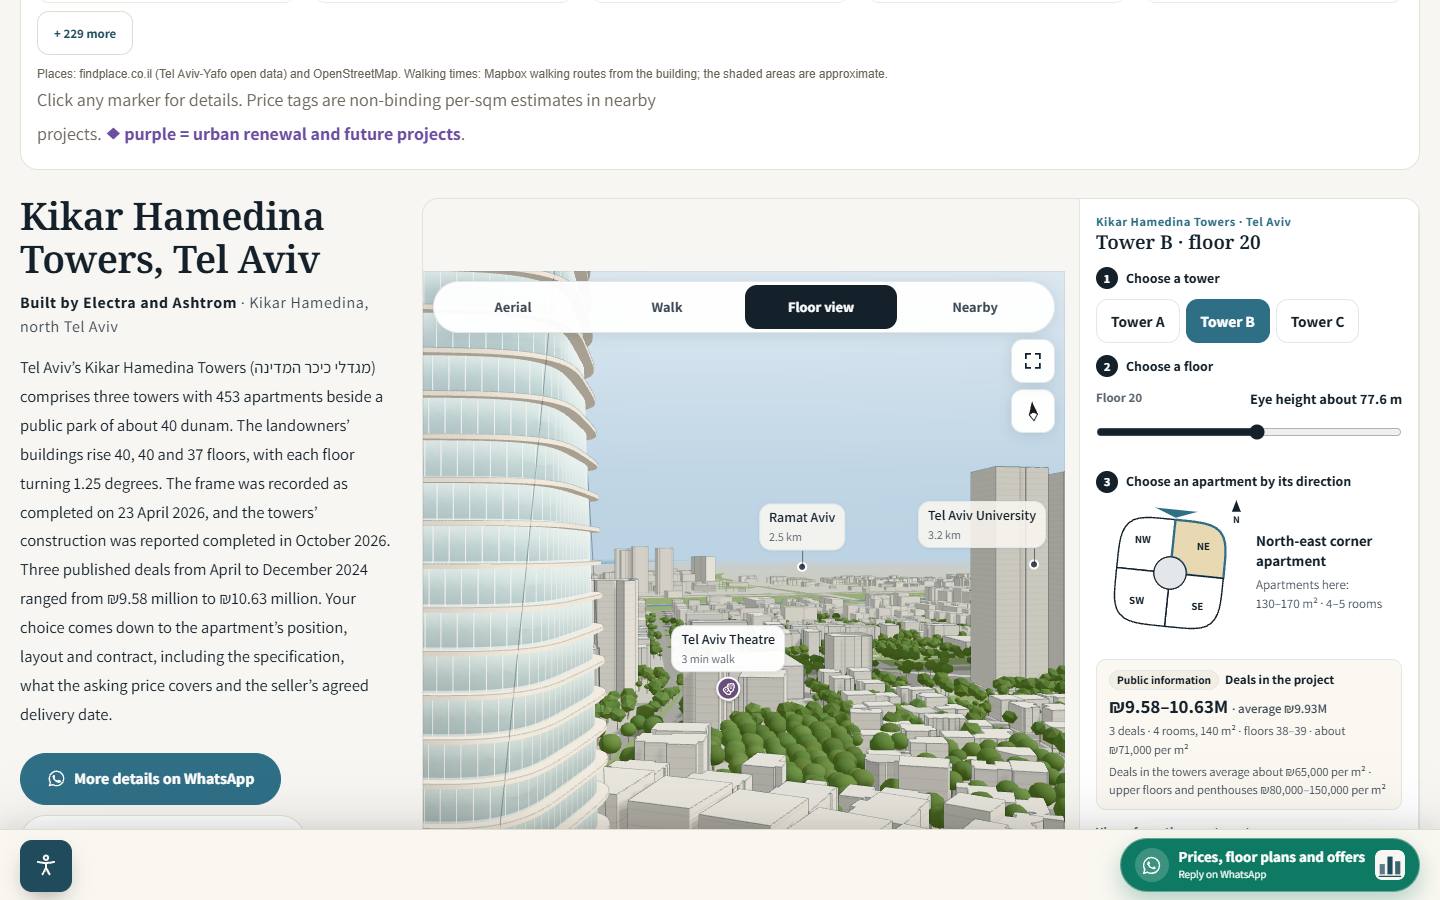 + 229 more
Places: findplace.co.il (Tel Aviv-Yafo open data) and OpenStreetMap. Walking times: Mapbox walking routes from the building; the shaded areas are approximate.
Click any marker for details. Price tags are non-binding per-sqm estimates in nearby
projects. ◆ purple = urban renewal and future projects.
Kikar Hamedina
Towers, Tel Aviv
Built by Electra and Ashtrom · Kikar Hamedina,
north Tel Aviv
Tel Aviv’s Kikar Hamedina Towers (מגדלי כיכר המדינה)
comprises three towers with 453 apartments beside a
public park of about 40 dunam. The landowners’
buildings rise 40, 40 and 37 floors, with each floor
turning 1.25 degrees. The frame was recorded as
completed on 23 April 2026, and the towers’
construction was reported completed in October 2026.
Three published deals from April to December 2024
ranged from ₪9.58 million to ₪10.63 million. Your
choice comes down to the apartment’s position,
layout and contract, including the specification,
what the asking price covers and the seller’s agreed
delivery date.
More details on WhatsApp
Aerial
Walk
Floor view
Nearby
Ramat Aviv
2.5 km
Tel Aviv University
3.2 km
Tel Aviv Theatre
3 min walk
Kikar Hamedina Towers · Tel Aviv
Tower B · floor 20
1 Choose a tower
Tower A
Tower B
Tower C
2 Choose a floor
Floor 20
Eye height about 77.6 m
3 Choose an apartment by its direction
N
NW
NE
SW
SE
North-east corner
apartment
Apartments here:
130–170 m² · 4–5 rooms
Public information Deals in the project
₪9.58–10.63M · average ₪9.93M
3 deals · 4 rooms, 140 m² · floors 38–39 · about
₪71,000 per m²
Deals in the towers average about ₪65,000 per m² ·
upper floors and penthouses ₪80,000–150,000 per m²
Prices, floor plans and offers
Reply on WhatsApp